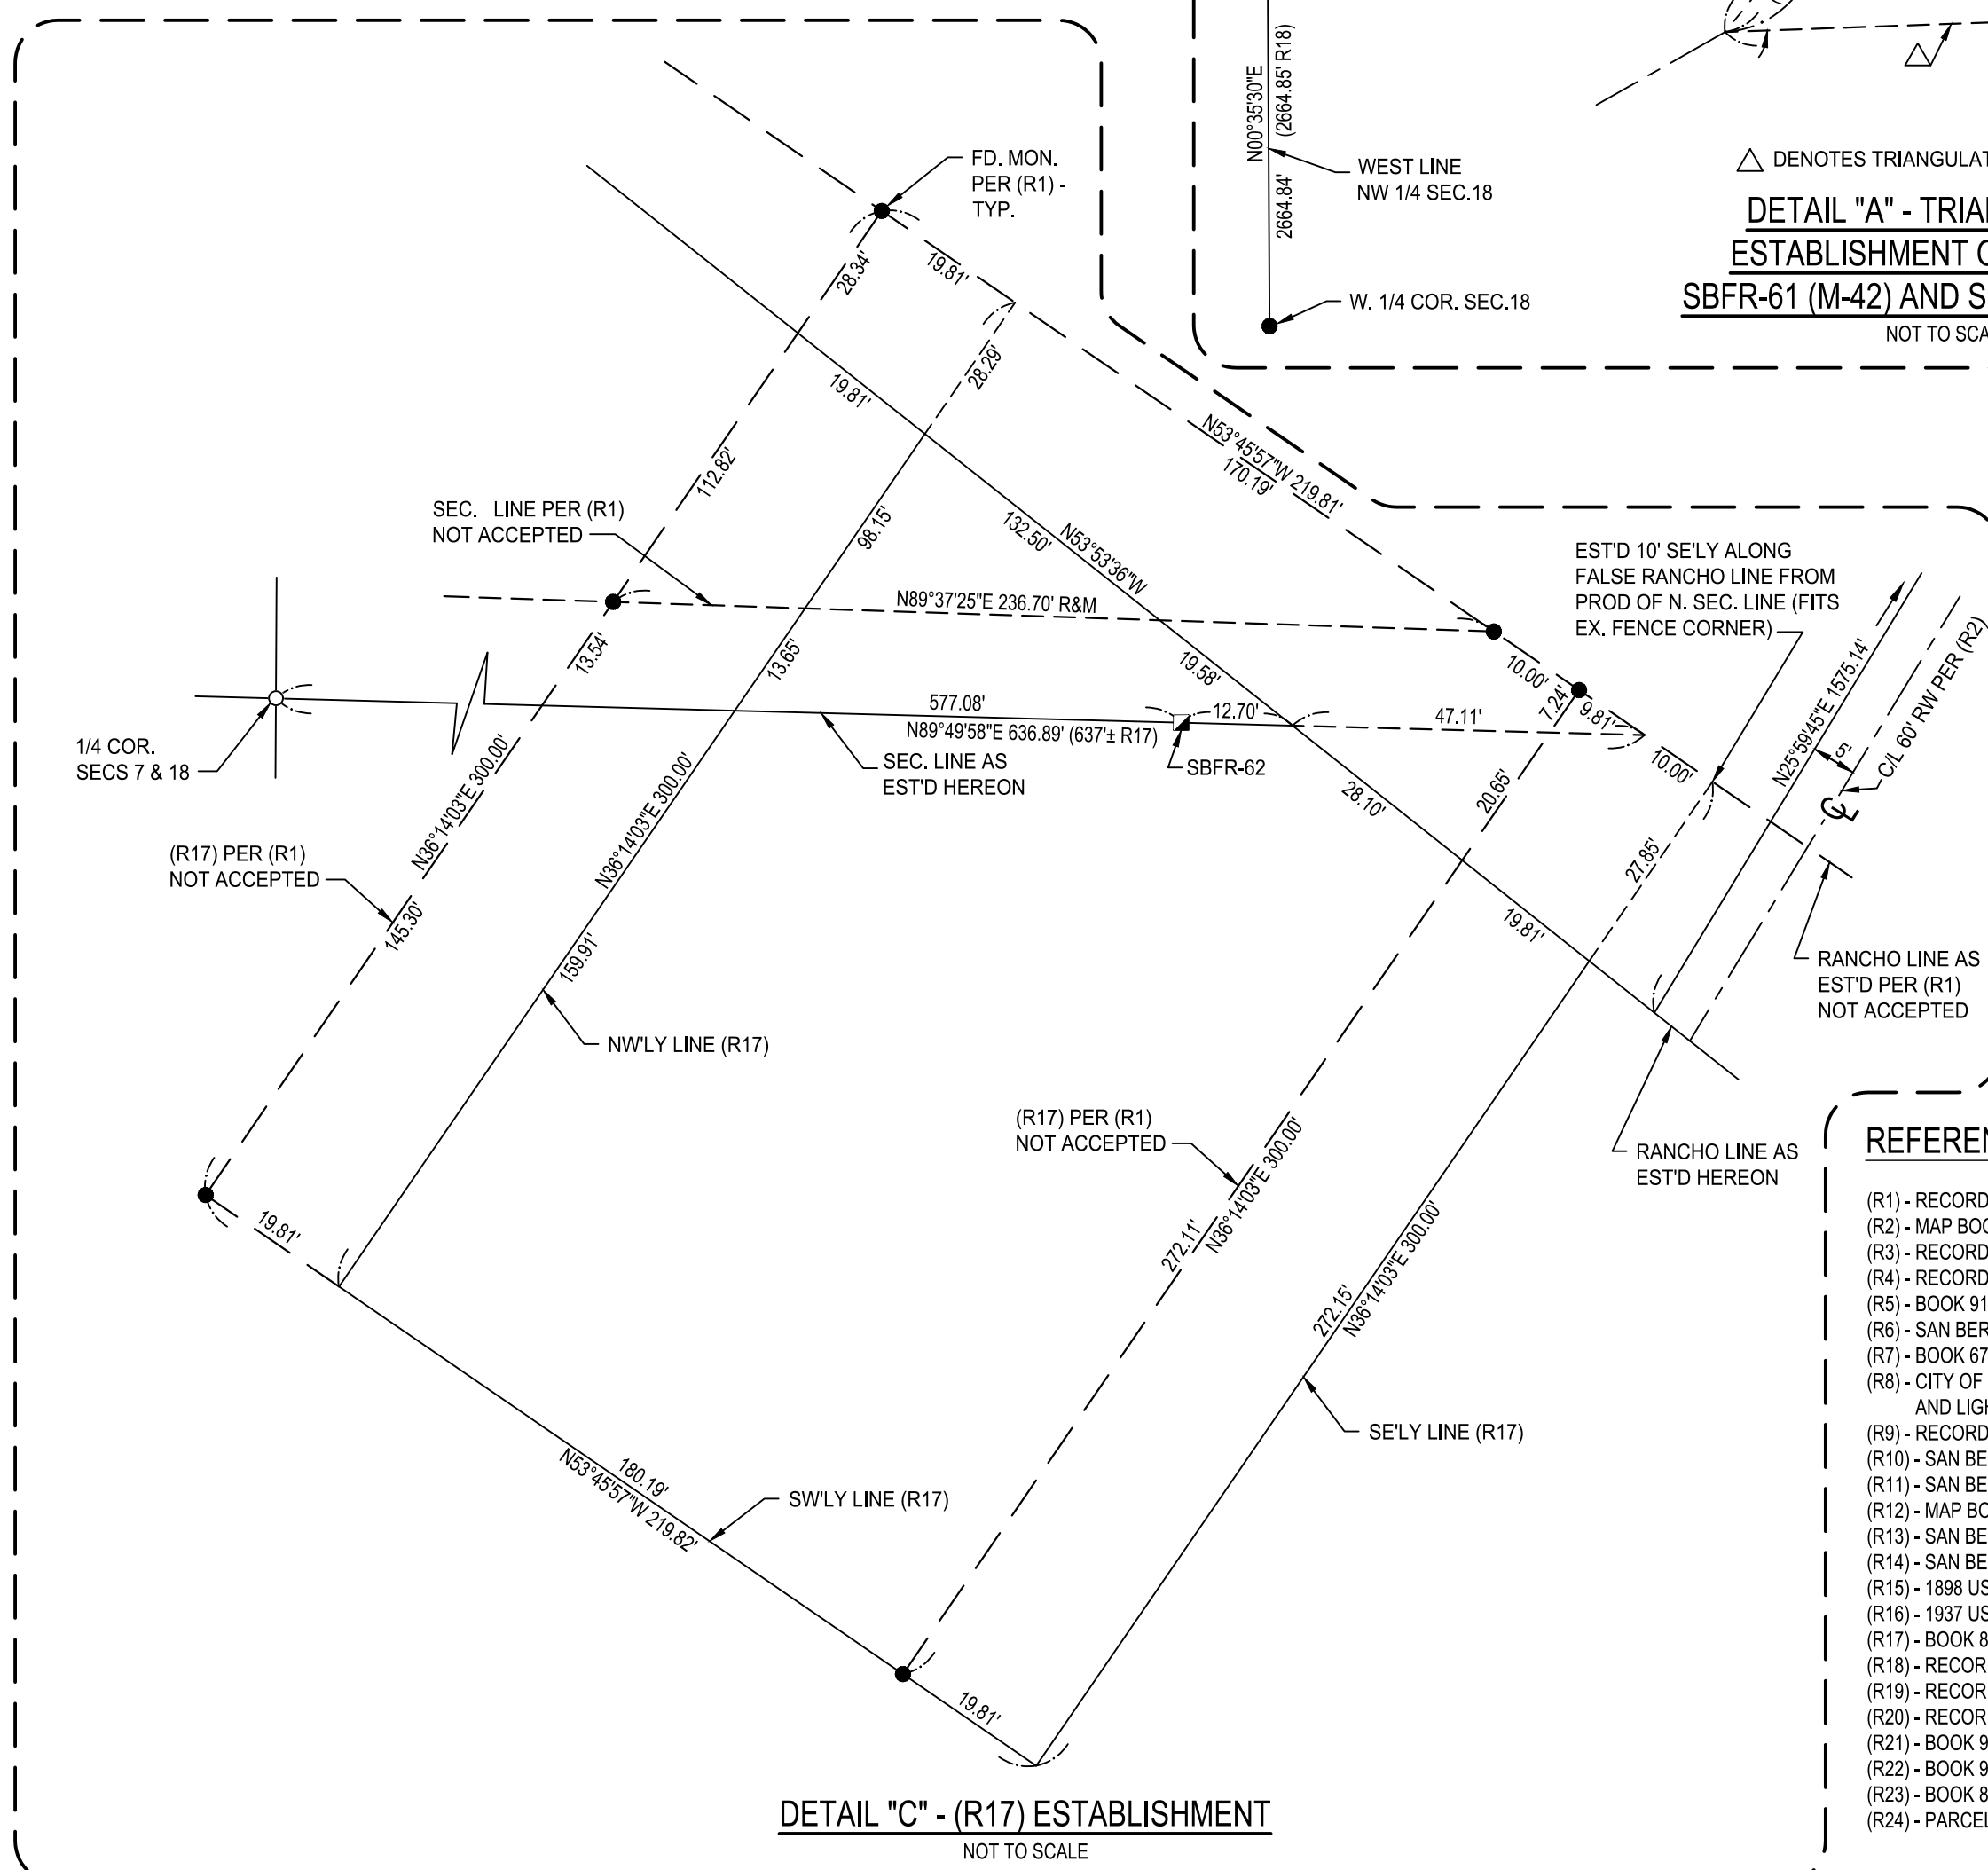 N00°35'30"E
(2664.85' R18)
2664.84'
WEST LINE
NW 1/4 SEC.18
W. 1/4 COR. SEC.18
DENOTES TRIANGULAT
DETAIL "A" - TRIA
ESTABLISHMENT
SBFR-61 (M-42) AND S
NOT TO SCA
FD. MON.
PER (R1) -
TYP.
28.34'
19.81'
28.29'
19.81'
112.82'
98.15'
N53°45'57"W 219.81'
170.19'
SEC. LINE PER (R1)
NOT ACCEPTED
132.50'
N53°53'36"W
EST'D 10' SE'LY ALONG
FALSE RANCHO LINE FROM
PROD OF N. SEC. LINE (FITS
EX. FENCE CORNER)
N89°37'25"E 236.70' R&M
13.54'
13.65'
19.58'
10.00'
7.24'
9.81'
10.00'
N25°59'45"E 1575.14'
5'
C/L 60' RW PER (R2)
CL
577.08'
N89°49'58"E 636.89' (637'± R17)
12.70'
47.11'
1/4 COR.
SECS 7 & 18
SEC. LINE AS
EST'D HEREON
SBFR-62
28.10'
20.65'
27.85'
19.81'
N36°14'03"E 300.00'
N36°14'03"E 300.00'
(R17) PER (R1)
NOT ACCEPTED
145.30'
159.91'
NW'LY LINE (R17)
RANCHO LINE AS
EST'D PER (R1)
NOT ACCEPTED
(R17) PER (R1)
NOT ACCEPTED
RANCHO LINE AS
EST'D HEREON
19.81'
272.11'
N36°14'03"E 300.00'
272.15'
N36°14'03"E 300.00'
SE'LY LINE (R17)
180.19'
N53°45'57"W 219.82'
SW'LY LINE (R17)
19.81'
DETAIL "C" - (R17) ESTABLISHMENT
NOT TO SCALE
REFEREN
(R1) - RECORD
(R2) - MAP BOO
(R3) - RECORD
(R4) - RECORD
(R5) - BOOK 91
(R6) - SAN BER
(R7) - BOOK 67
(R8) - CITY OF
AND LIGH
(R9) - RECORD
(R10) - SAN BE
(R11) - SAN BE
(R12) - MAP BO
(R13) - SAN BE
(R14) - SAN BE
(R15) - 1898 US
(R16) - 1937 US
(R17) - BOOK 8
(R18) - RECOR
(R19) - RECOR
(R20) - RECOR
(R21) - BOOK 9
(R22) - BOOK 9
(R23) - BOOK 8
(R24) - PARCEL